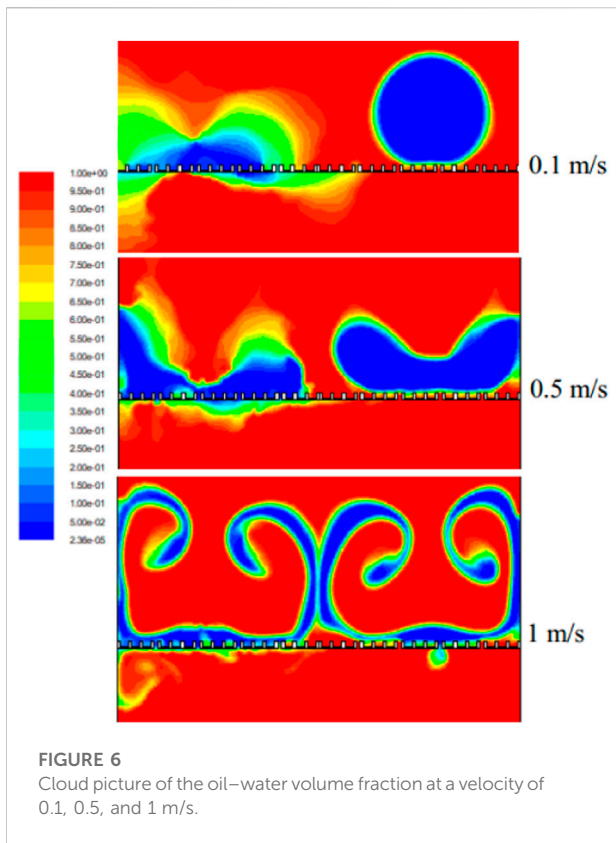 0.1 m/s
1.00e+00
9.50e-01
9.00e-01
8.50e-01
8.00e-01
7.50e-01
7.00e-01
6.50e-01
6.00e-01
5.50e-01
5.00e-01
4.50e-01
4.00e-01
3.50e-01
3.00e-01
2.50e-01
2.00e-01
1.50e-01
1.00e-01
5.00e-02
2.36e-05
0.5 m/s
1 m/s
FIGURE 6
Cloud picture of the oil–water volume fraction at a velocity of
0.1, 0.5, and 1 m/s.